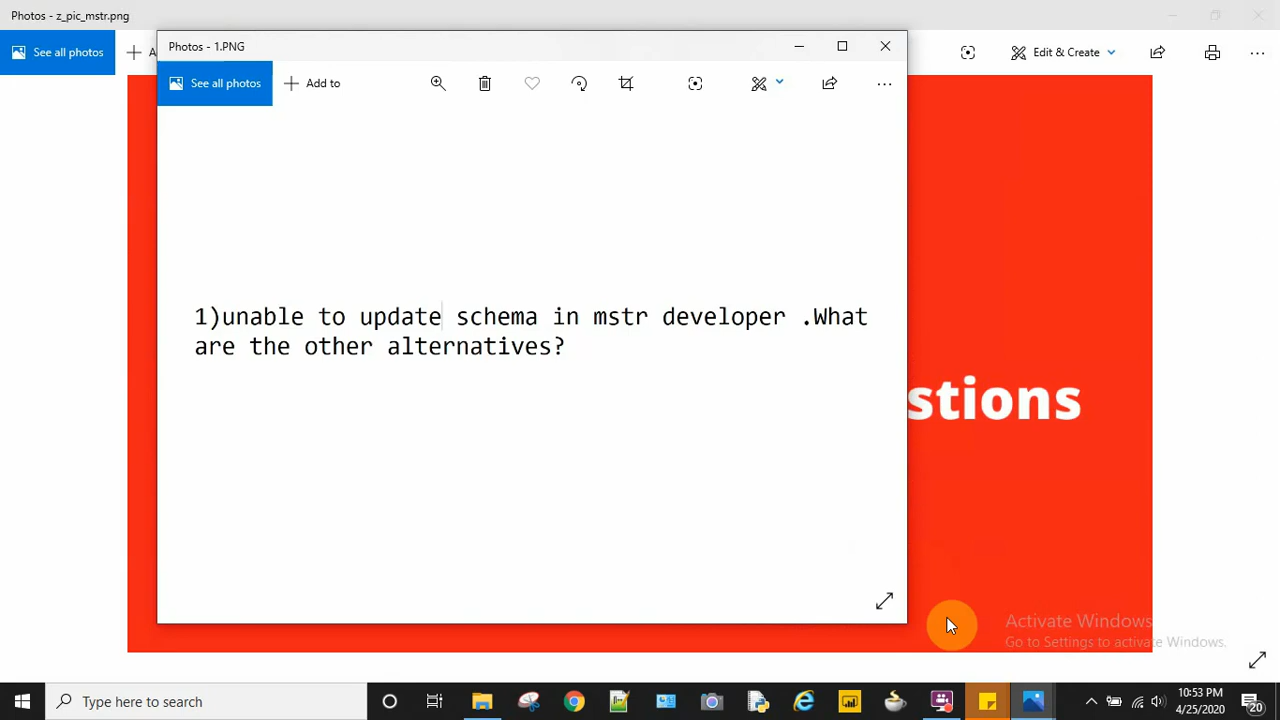 Photos - z_pic_mstr.png
See all photos
A
Edit & Create
Photos - 1.PNG
See all photos
Add to
1)unable to update schema in mstr developer .What
are the other alternatives?
stions
Activate Windows
Go to Settings to activate Windows.
Type here to search
10:53 PM
4/25/2020
20